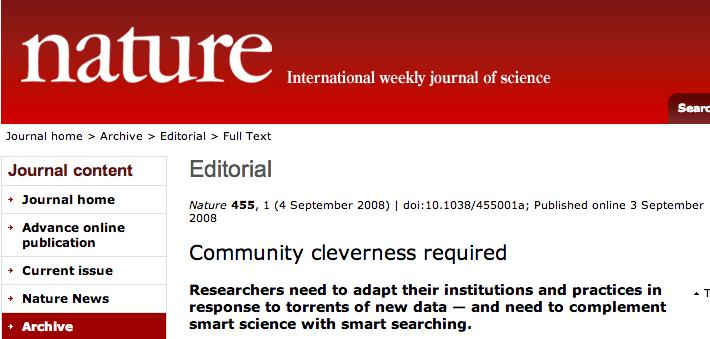 nature International weekly journal of science
Journal home > Archive > Editorial > Full Text
Journal content
Journal home
Advance online
publication
Current issue
Nature News
Archive
Editorial
Nature 455, 1 (4 September 2008) | doi:10.1038/455001a; Published online 3 September
2008
Community cleverness required
Researchers need to adapt their institutions and practices in
response to torrents of new data — and need to complement
smart science with smart searching.